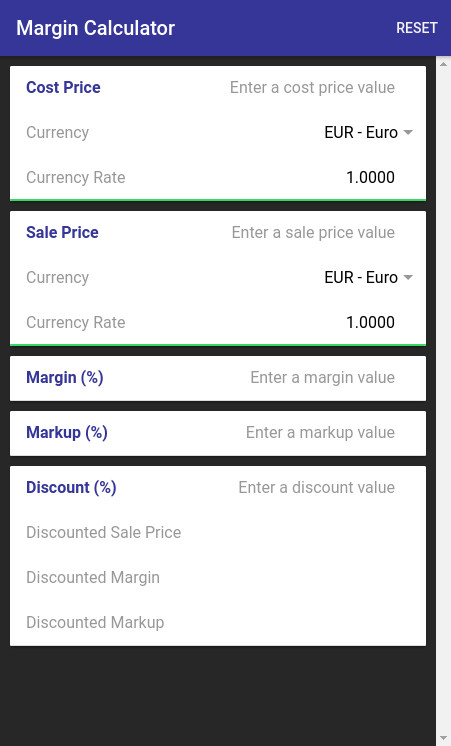 Margin Calculator RESET
Cost Price Enter a cost price value
Currency EUR - Euro
Currency Rate 1.0000
Sale Price Enter a sale price value
Currency EUR - Euro
Currency Rate 1.0000
Margin (%) Enter a margin value
Markup (%) Enter a markup value
Discount (%) Enter a discount value
Discounted Sale Price
Discounted Margin
Discounted Markup